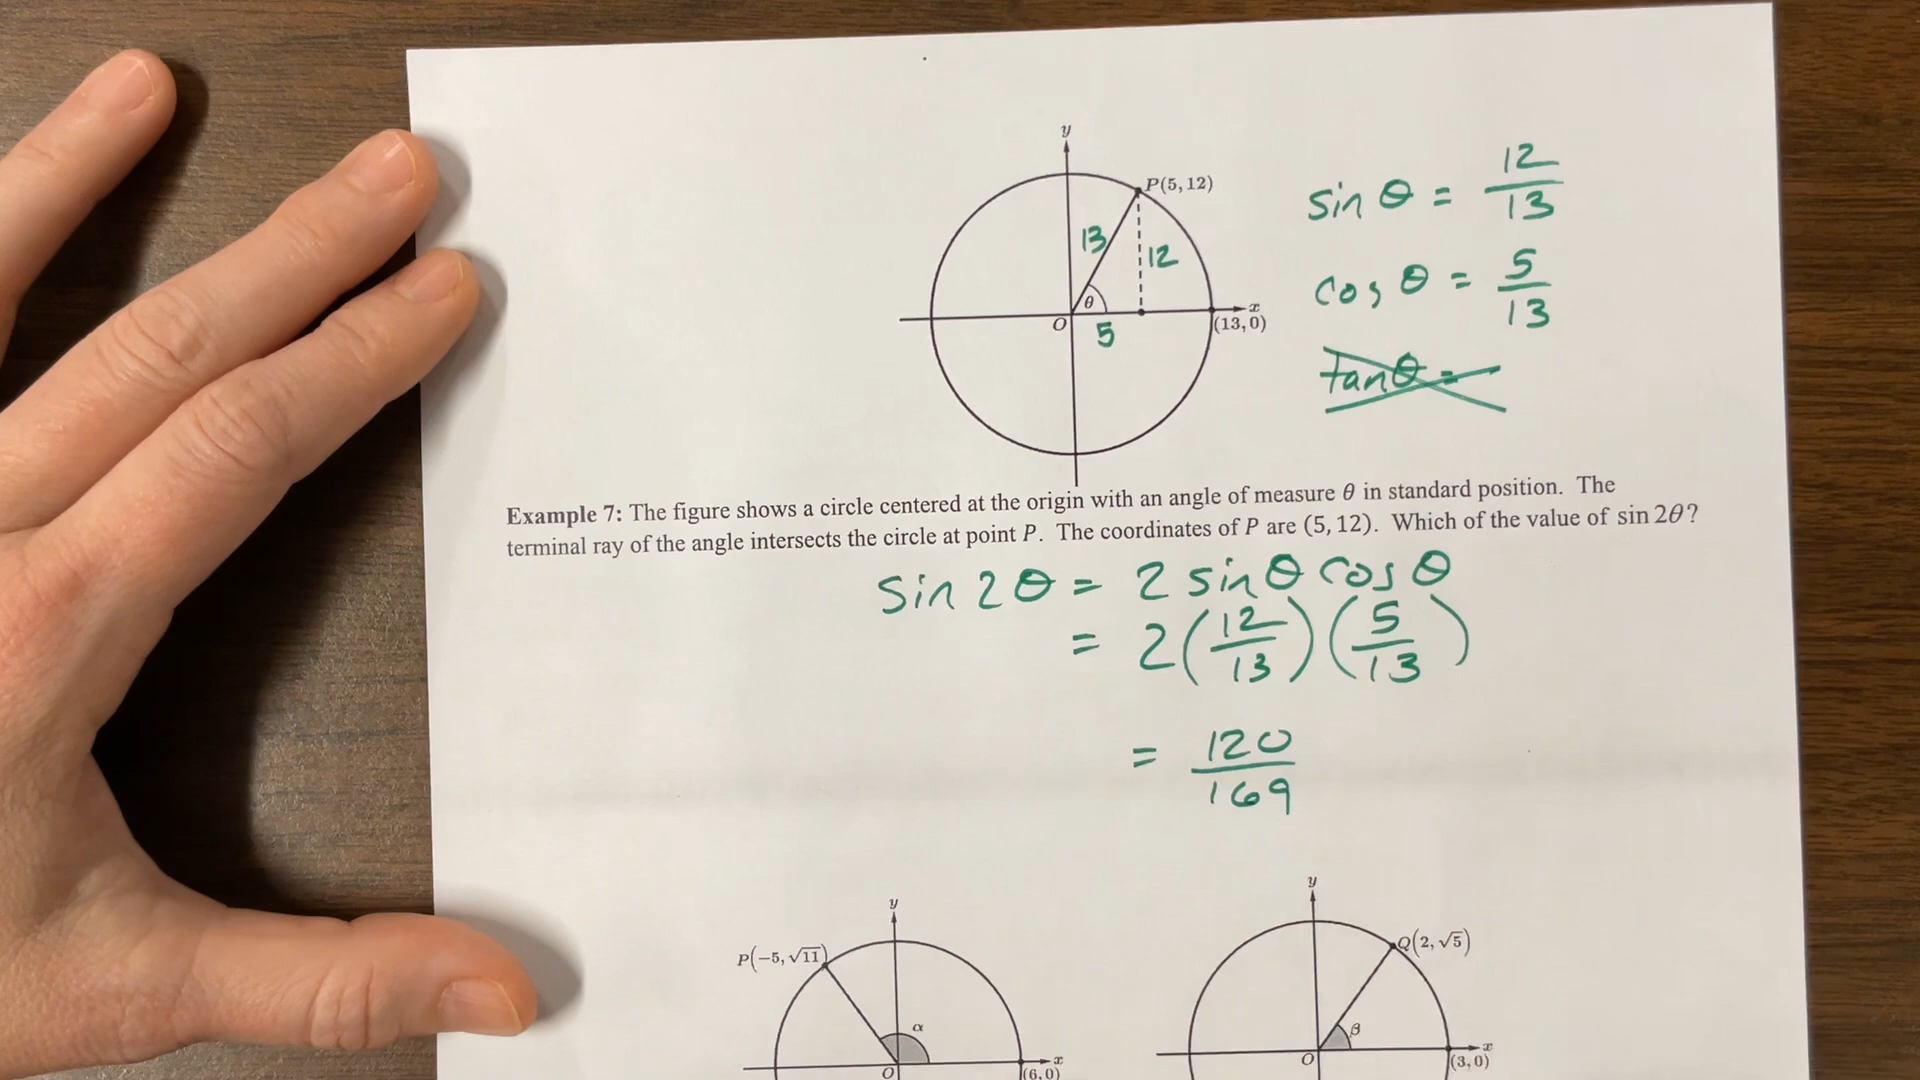 y
P(5, 12)
13
12
θ
x
O
5
(13, 0)
sin θ = 12/13
cos θ = 5/13
tanθ =
Example 7: The figure shows a circle centered at the origin with an angle of measure θ in standard position. The
terminal ray of the angle intersects the circle at point P. The coordinates of P are (5, 12). Which of the value of sin 2θ?
sin 2θ = 2 sinθ cos θ
= 2(12/13)(5/13)
= 120/169
y
P(−5, √11)
α
x
O
(6, 0)
y
Q(2, √5)
β
x
O
(3, 0)